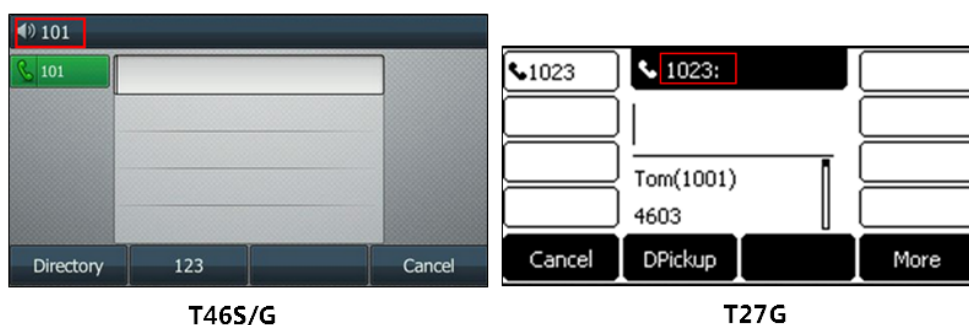 101
101
Directory 123 Cancel
T46S/G
1023 1023:
Tom(1001)
4603
Cancel DPickup More
T27G